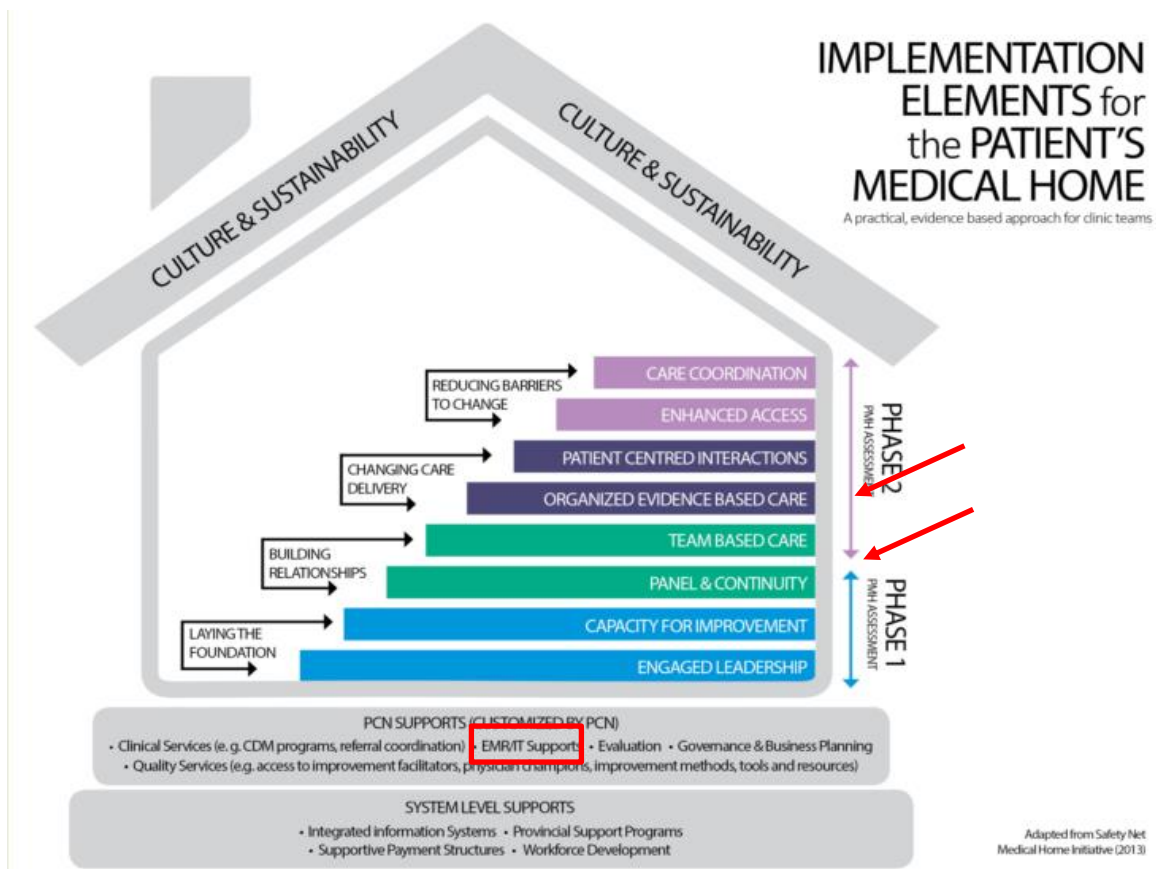 IMPLEMENTATION
ELEMENTS for
the PATIENT'S
MEDICAL HOME
A practical, evidence based approach for clinic teams
CULTURE & SUSTAINABILITY
CULTURE & SUSTAINABILITY
REDUCING BARRIERS
TO CHANGE
CARE COORDINATION
ENHANCED ACCESS
CHANGING CARE
DELIVERY
PATIENT CENTRED INTERACTIONS
ORGANIZED EVIDENCE BASED CARE
BUILDING
RELATIONSHIPS
TEAM BASED CARE
PANEL & CONTINUITY
LAYING THE
FOUNDATION
CAPACITY FOR IMPROVEMENT
ENGAGED LEADERSHIP
PHASE 2
PMH ASSESSMENT
PHASE 1
PMH ASSESSMENT
PCN SUPPORTS (CUSTOMIZED BY PCN)
• Clinical Services (e. g. CDM programs, referral coordination) • EMR/IT Supports • Evaluation • Governance & Business Planning
• Quality Services (e.g. access to improvement facilitators, physician champions, improvement methods, tools and resources)
SYSTEM LEVEL SUPPORTS
• Integrated information Systems • Provincial Support Programs
• Supportive Payment Structures • Workforce Development
Adapted from Safety Net
Medical Home Initiative (2013)